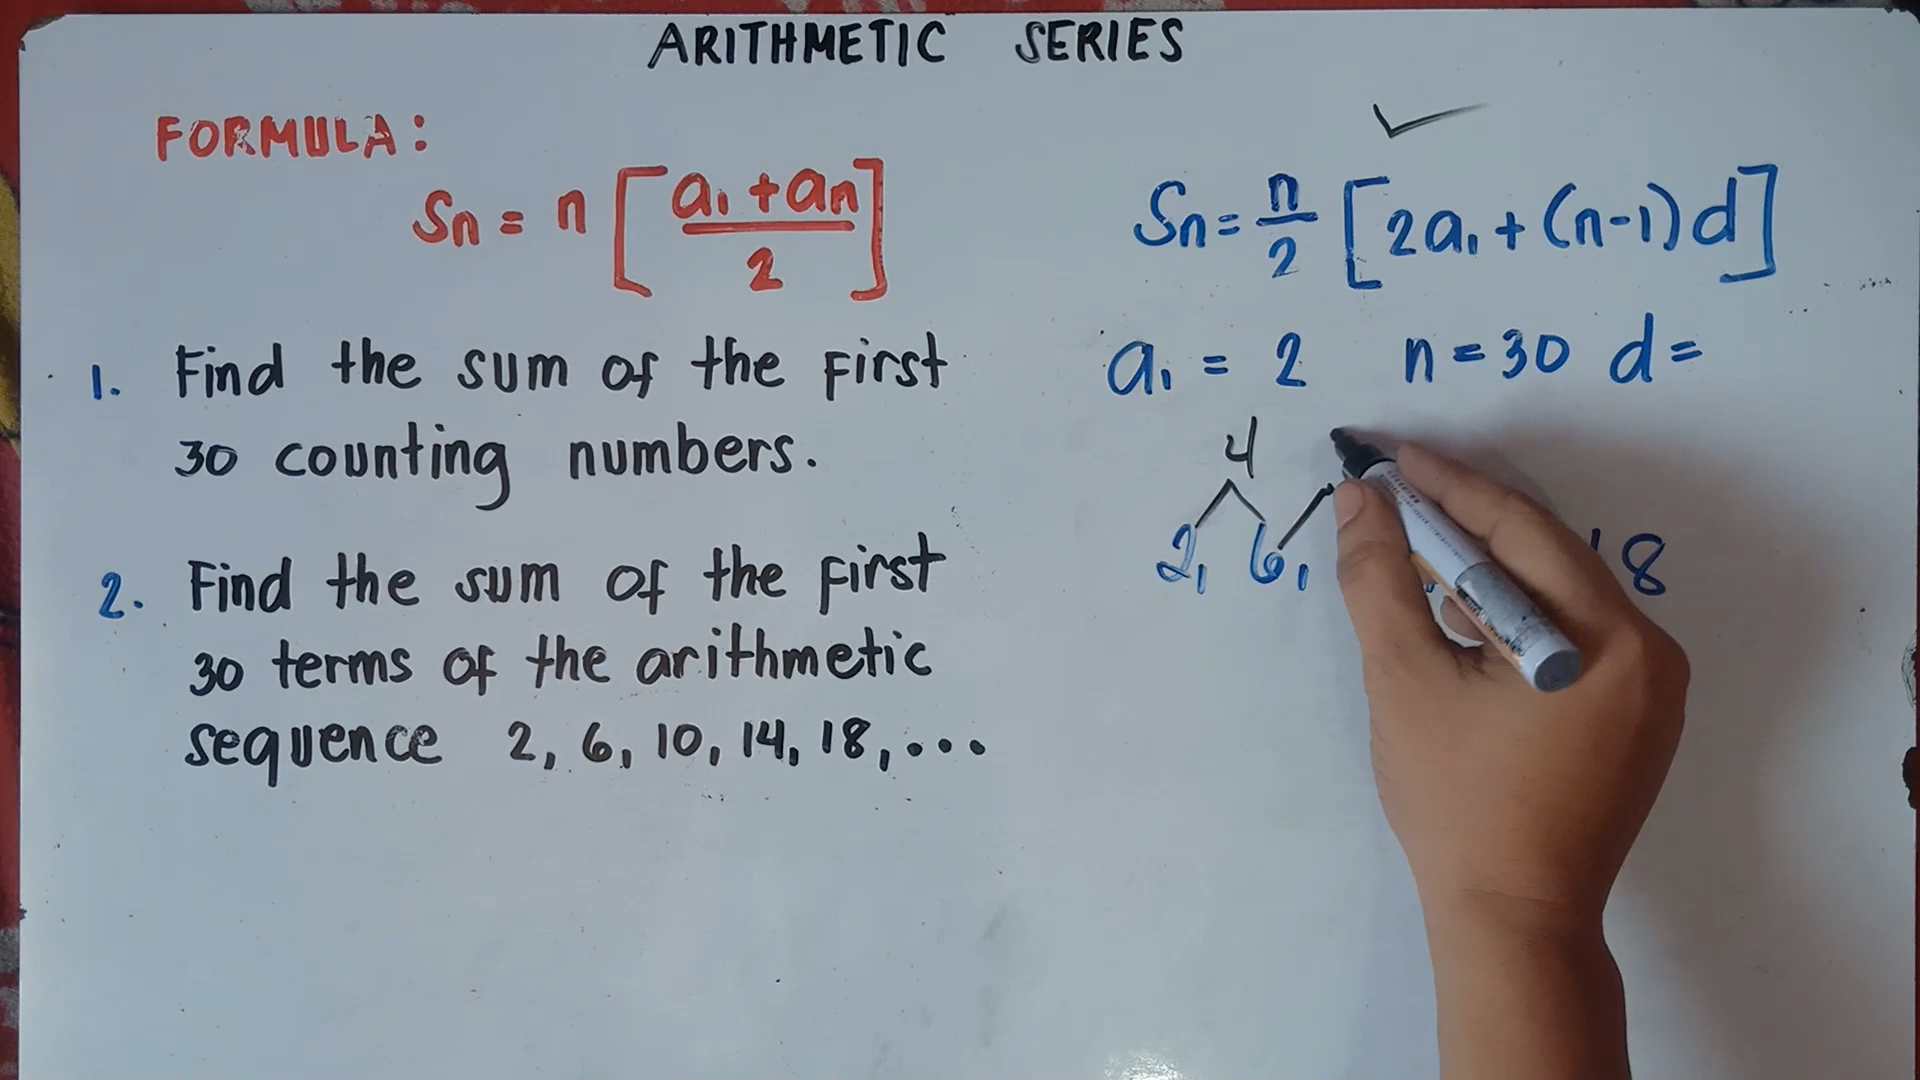 ARITHMETIC SERIES
FORMULA:
Sn = n [a₁ + an / 2]
1. Find the sum of the first
30 counting numbers.
2. Find the sum of the first
30 terms of the arithmetic
sequence 2, 6, 10, 14, 18, ...
Sn = n/2 [2a₁ + (n-1)d]
a₁ = 2 n = 30 d =
4
2, 6, 18